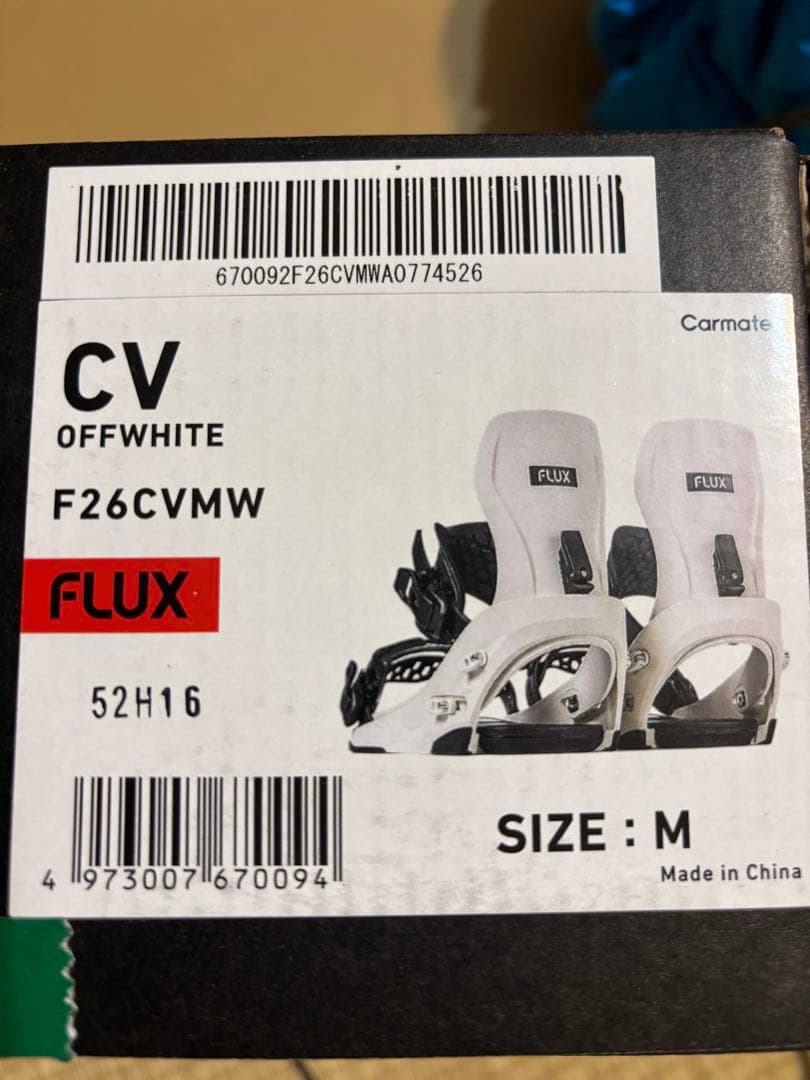 670092F26CVMWA0774526
Carmate
CV
OFFWHITE
F26CVMW
FLUX
52H16
FLUX
FLUX
SIZE : M
Made in China
4 973007 670094